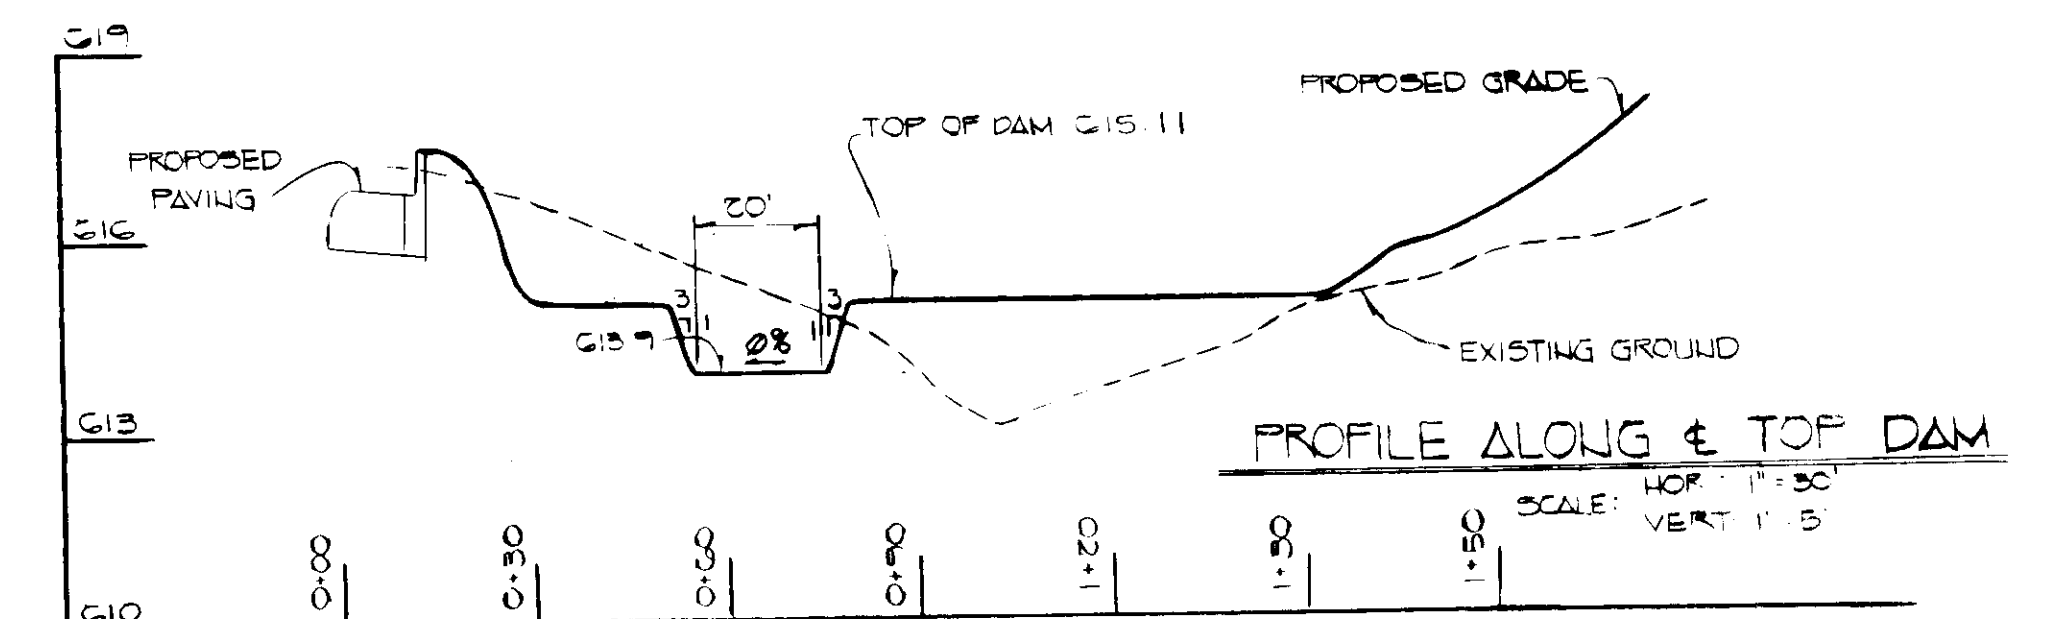 619
PROPOSED GRADE
TOP OF DAM 615.11
PROPOSED
PAVING
616
20'
3
3
1
1
613.9
0%
EXISTING GROUND
613
PROFILE ALONG ℄ TOP DAM
SCALE: HOR. 1" = 30'
VERT. 1" = 5'
0+00
0+30
0+60
0+90
1+20
1+50
610